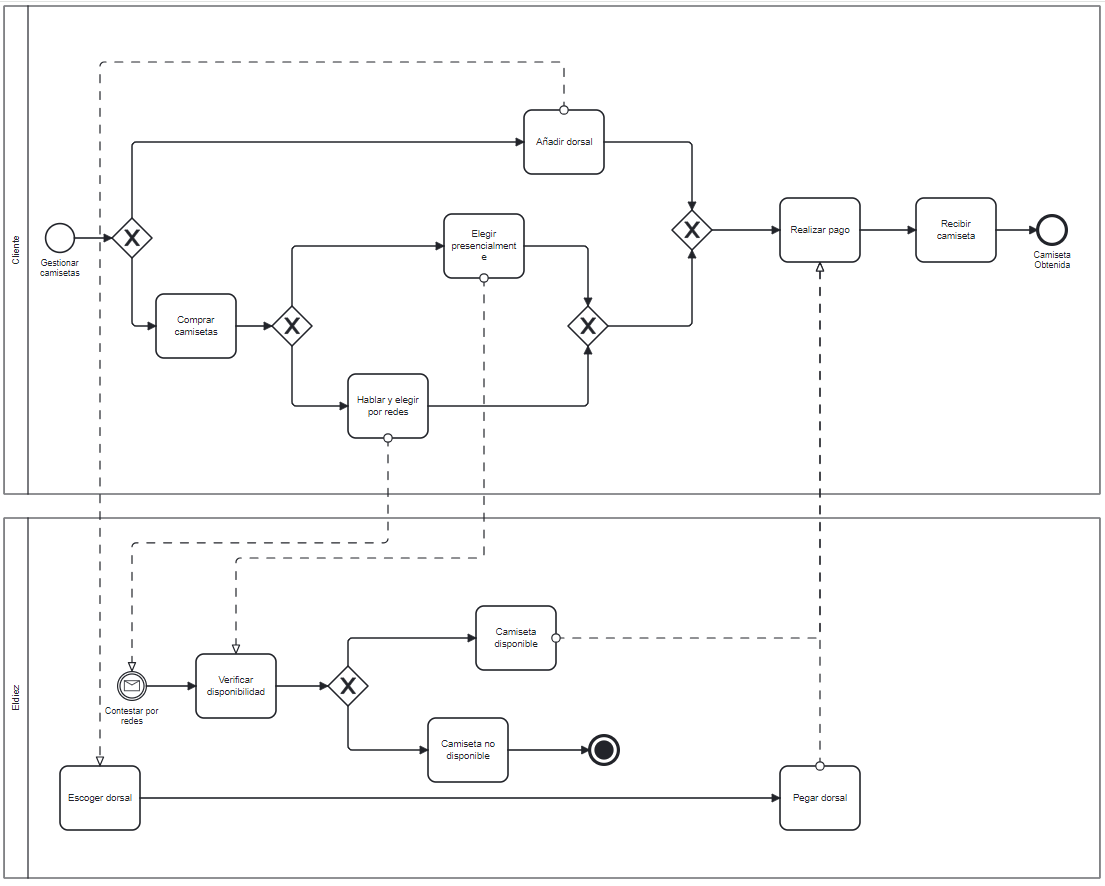 Cliente
Añadir dorsal
Elegir
presencialment
e
Gestionar
camisetas
Realizar pago
Recibir
camiseta
Camiseta
Obtenida
Comprar
camisetas
Hablar y elegir
por redes
Eldiez
Camiseta
disponible
Verificar
disponibilidad
Contestar por
redes
Camiseta no
disponible
Escoger dorsal
Pegar dorsal